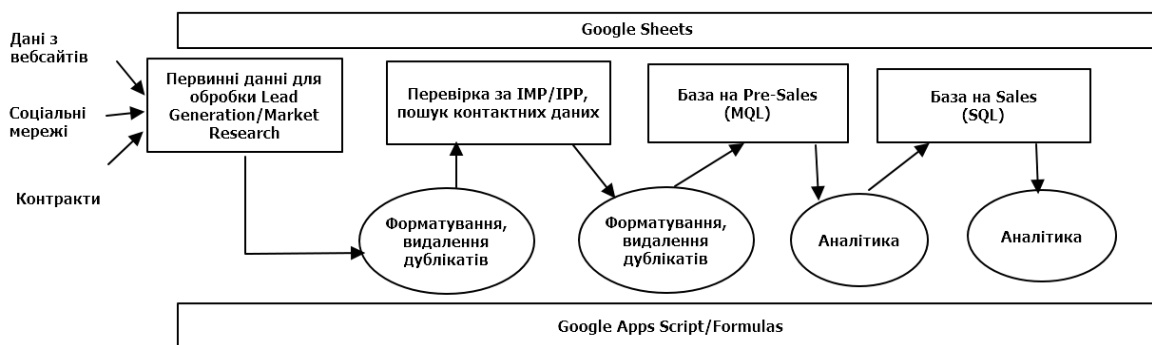 Google Sheets
Дані з
вебсайтів
Соціальні
мережі
Контракти
Первинні данні для
обробки Lead
Generation/Market
Research
Перевірка за IMP/IPP,
пошук контактних даних
База на Pre-Sales
(MQL)
База на Sales
(SQL)
Форматування,
видалення
дублікатів
Форматування,
видалення
дублікатів
Аналітика
Аналітика
Google Apps Script/Formulas